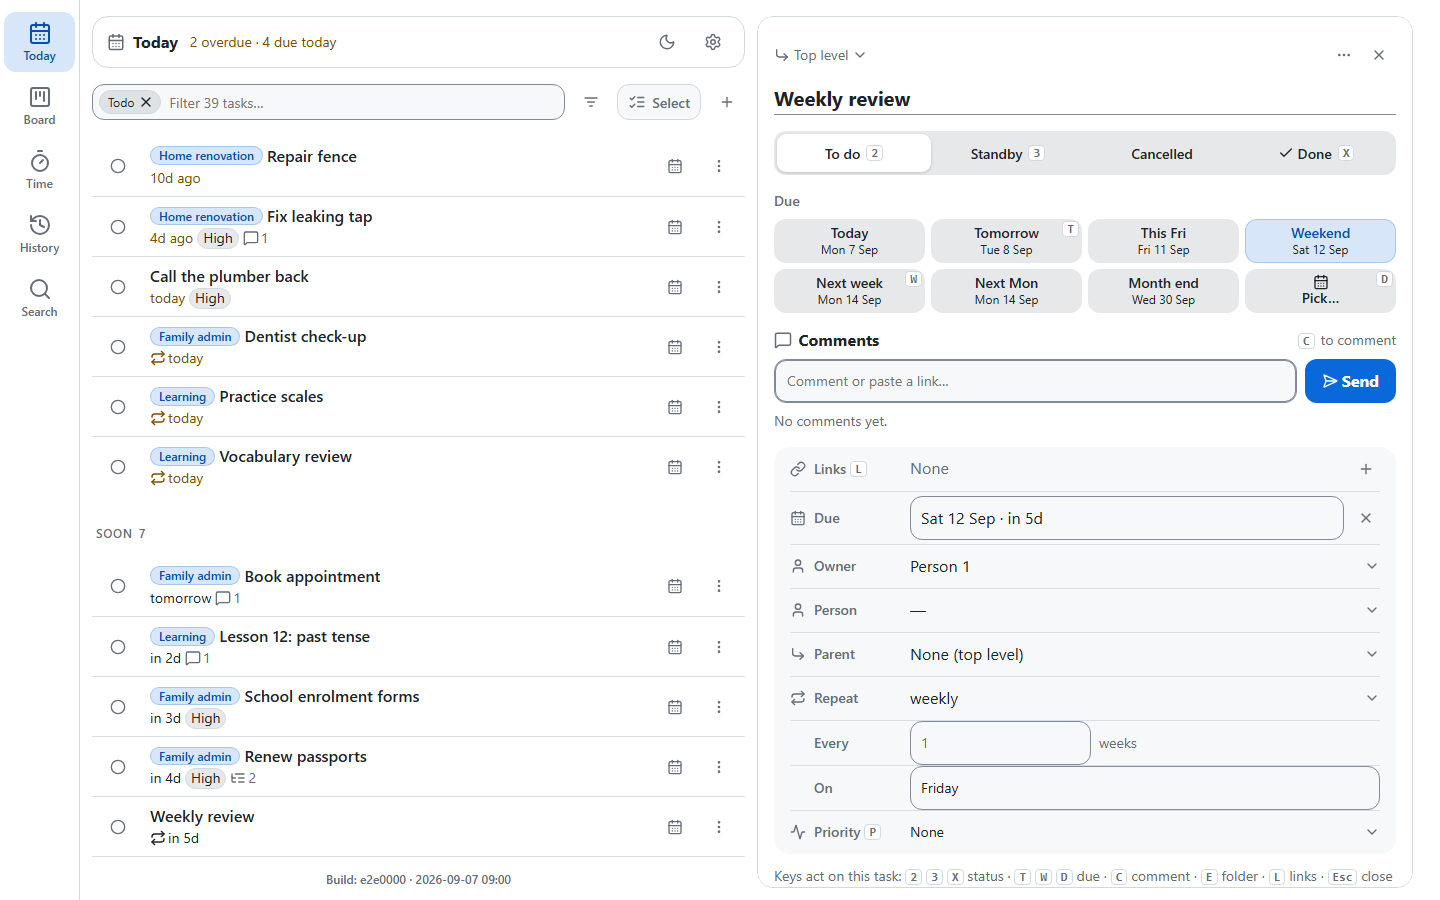 Today
Board
Time
History
Search
Today 2 overdue · 4 due today
Todo Filter 39 tasks... Select
Home renovation Repair fence
10d ago
Home renovation Fix leaking tap
4d ago High 1
Call the plumber back
today High
Family admin Dentist check-up
today
Learning Practice scales
today
Learning Vocabulary review
today
SOON 7
Family admin Book appointment
tomorrow 1
Learning Lesson 12: past tense
in 2d 1
Family admin School enrolment forms
in 3d High
Family admin Renew passports
in 4d High 2
Weekly review
in 5d
Build: e2e0000 · 2026-09-07 09:00
Top level
Weekly review
To do 2 Standby 3 Cancelled Done X
Due
Today
Mon 7 Sep
Tomorrow T
Tue 8 Sep
This Fri
Fri 11 Sep
Weekend
Sat 12 Sep
Next week W
Mon 14 Sep
Next Mon
Mon 14 Sep
Month end
Wed 30 Sep
Pick... D
Comments C to comment
Comment or paste a link... Send
No comments yet.
Links L None
Due Sat 12 Sep · in 5d
Owner Person 1
Person —
Parent None (top level)
Repeat weekly
Every 1 weeks
On Friday
Priority P None
Keys act on this task: 2 3 X status · T W D due · C comment · E folder · L links · Esc close